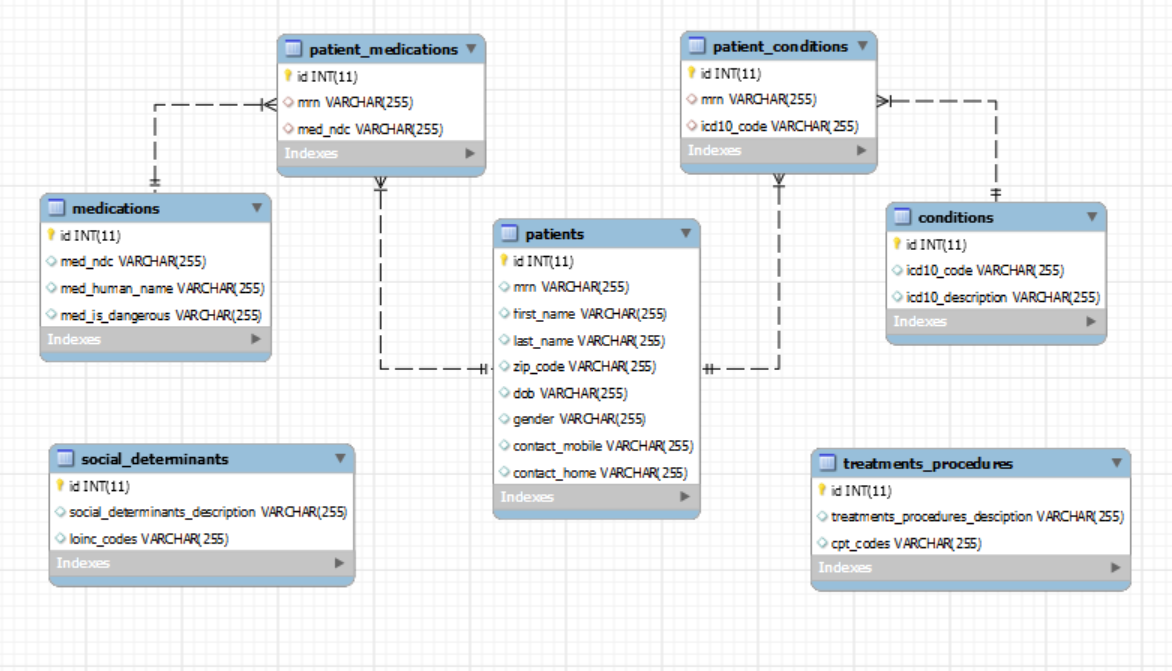 patient_medications
id INT(11)
mrn VARCHAR(255)
med_ndc VARCHAR(255)
Indexes
patient_conditions
id INT(11)
mrn VARCHAR(255)
icd10_code VARCHAR(255)
Indexes
medications
id INT(11)
med_ndc VARCHAR(255)
med_human_name VARCHAR(255)
med_is_dangerous VARCHAR(255)
Indexes
patients
id INT(11)
mrn VARCHAR(255)
first_name VARCHAR(255)
last_name VARCHAR(255)
zip_code VARCHAR(255)
dob VARCHAR(255)
gender VARCHAR(255)
contact_mobile VARCHAR(255)
contact_home VARCHAR(255)
Indexes
conditions
id INT(11)
icd10_code VARCHAR(255)
icd10_description VARCHAR(255)
Indexes
social_determinants
id INT(11)
social_determinants_description VARCHAR(255)
loinc_codes VARCHAR(255)
Indexes
treatments_procedures
id INT(11)
treatments_procedures_desciption VARCHAR(255)
cpt_codes VARCHAR(255)
Indexes